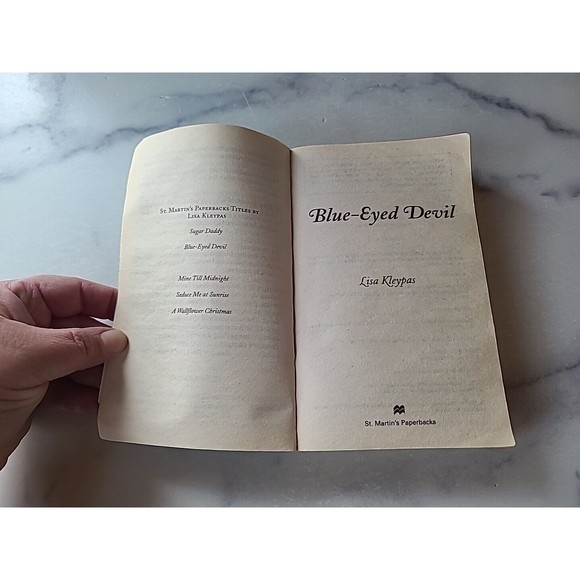 St. Martin's Paperbacks Titles by
Lisa Kleypas
Sugar Daddy
Blue-Eyed Devil
Mine Till Midnight
Seduce Me at Sunrise
A Wallflower Christmas
Blue-Eyed Devil
Lisa Kleypas
St. Martin's Paperbacks